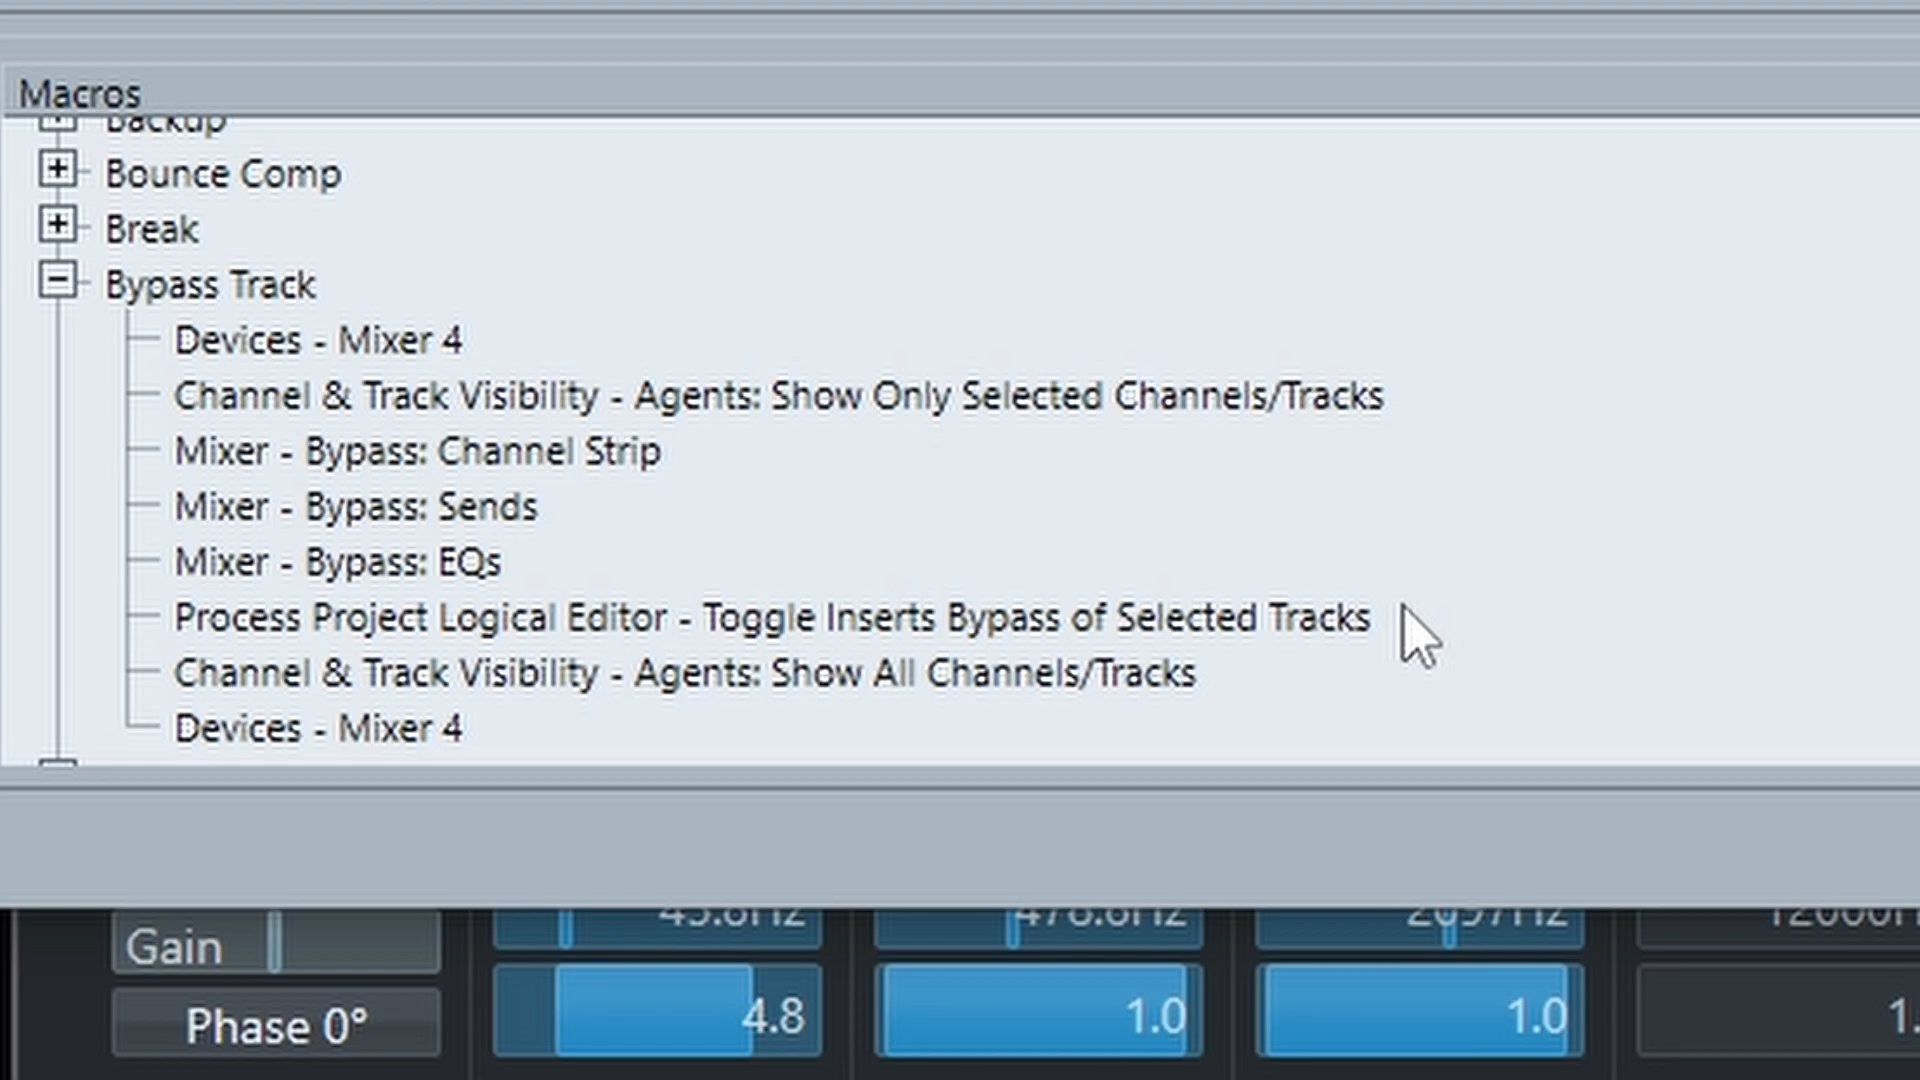 Macros
Backup
Bounce Comp
Break
Bypass Track
Devices - Mixer 4
Channel & Track Visibility - Agents: Show Only Selected Channels/Tracks
Mixer - Bypass: Channel Strip
Mixer - Bypass: Sends
Mixer - Bypass: EQs
Process Project Logical Editor - Toggle Inserts Bypass of Selected Tracks
Channel & Track Visibility - Agents: Show All Channels/Tracks
Devices - Mixer 4
Gain
Phase 0° 4.8 1.0 1.0